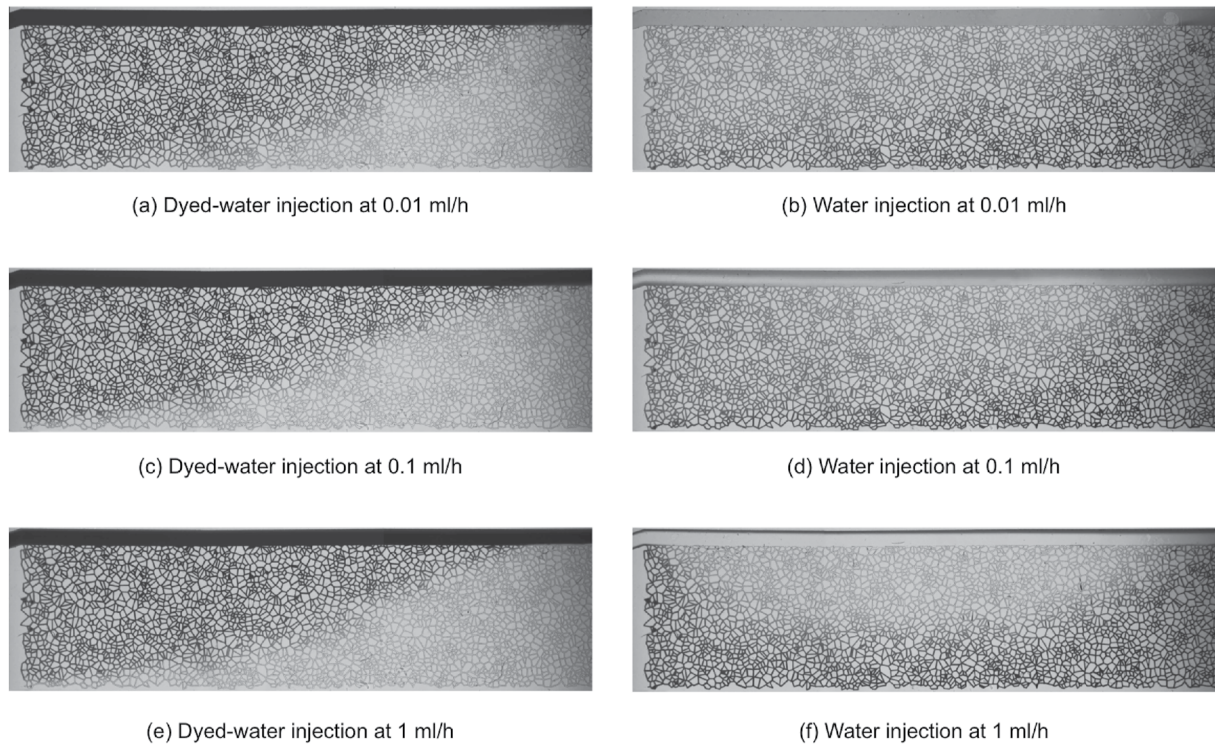 (a) Dyed-water injection at 0.01 ml/h
(b) Water injection at 0.01 ml/h
(c) Dyed-water injection at 0.1 ml/h
(d) Water injection at 0.1 ml/h
(e) Dyed-water injection at 1 ml/h
(f) Water injection at 1 ml/h